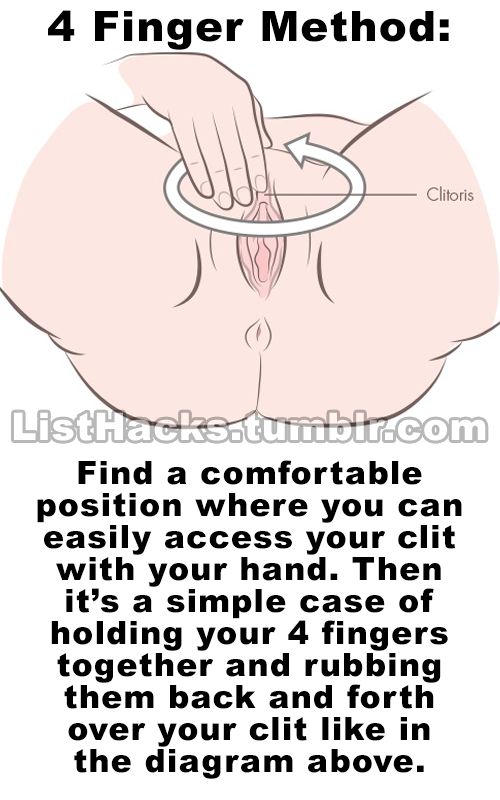 4 Finger Method:
Clitoris
ListHacks.tumblr.com
Find a comfortable
position where you can
easily access your clit
with your hand. Then
it’s a simple case of
holding your 4 fingers
together and rubbing
them back and forth
over your clit like in
the diagram above.